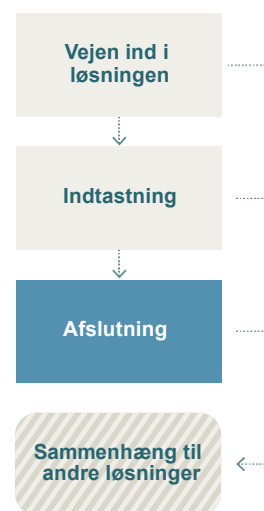 Vejen ind i
løsningen
Indtastning
Afslutning
Sammenhæng til
andre løsninger